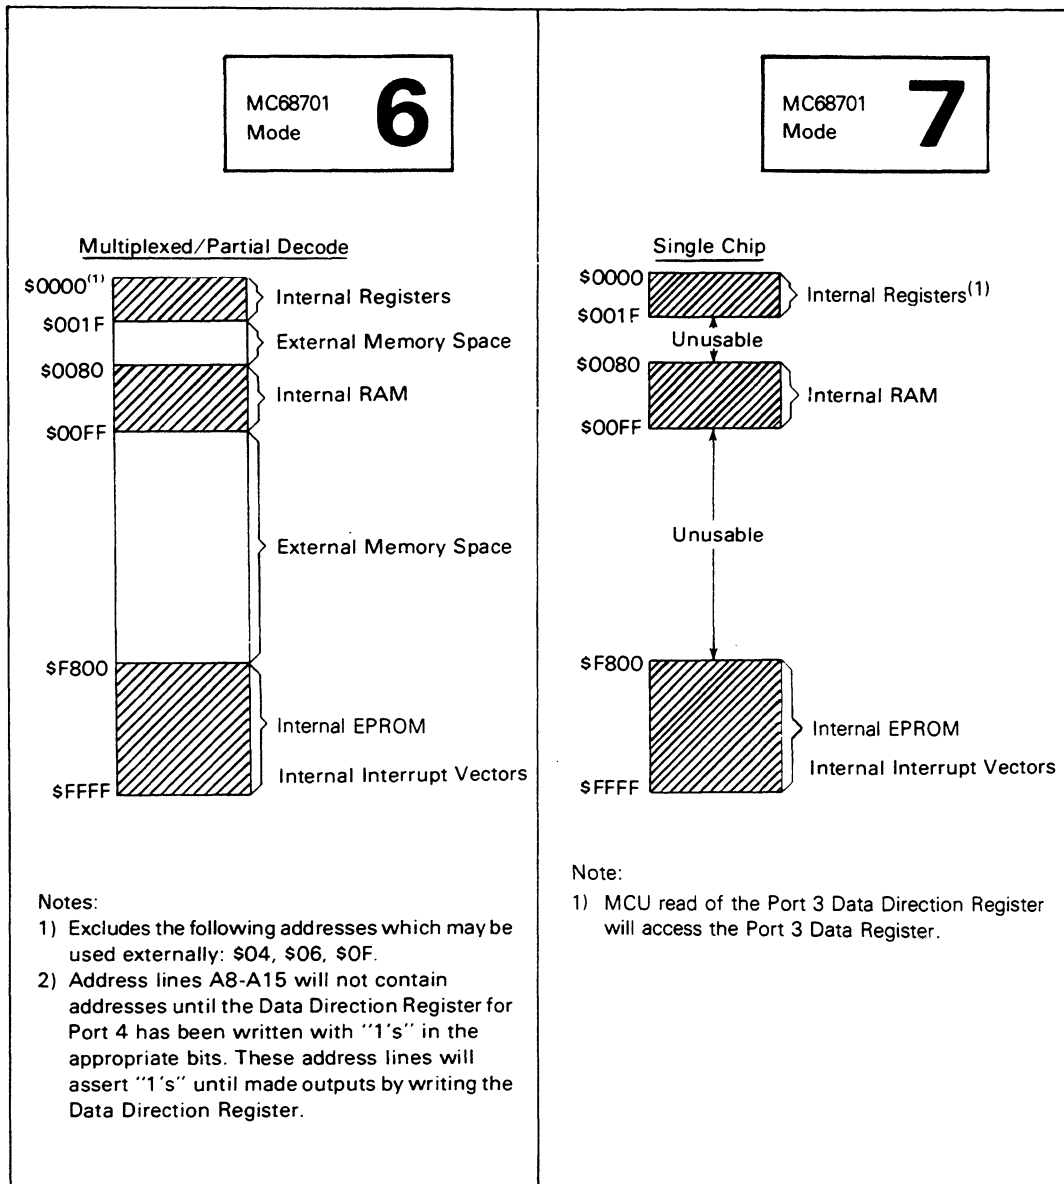 MC68701
Mode
6
Multiplexed/Partial Decode
$0000(1)
Internal Registers
$001F
External Memory Space
$0080
Internal RAM
$00FF
External Memory Space
$F800
Internal EPROM
Internal Interrupt Vectors
$FFFF
Notes:
1) Excludes the following addresses which may be
used externally: $04, $06, $0F.
2) Address lines A8-A15 will not contain
addresses until the Data Direction Register for
Port 4 has been written with "1's" in the
appropriate bits. These address lines will
assert "1's" until made outputs by writing the
Data Direction Register.
MC68701
Mode
7
Single Chip
$0000
Internal Registers(1)
$001F
Unusable
$0080
Internal RAM
$00FF
Unusable
$F800
Internal EPROM
Internal Interrupt Vectors
$FFFF
Note:
1) MCU read of the Port 3 Data Direction Register
will access the Port 3 Data Register.